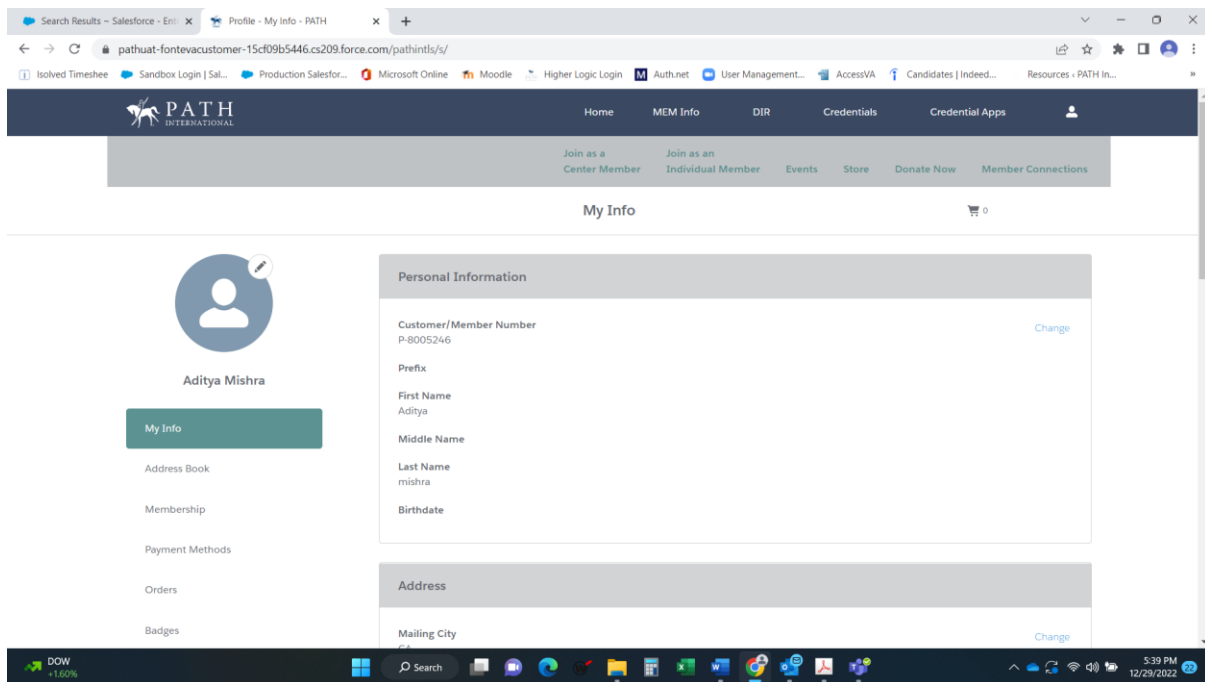 Search Results ~ Salesforce - Ent
Profile - My Info - PATH
pathuat-fontevacustomer-15cf09b5446.cs209.force.com/pathintls/s/
Isolved Timeshee
Sandbox Login | Sal...
Production Salesfor...
Microsoft Online
Moodle
Higher Logic Login
M Auth.net
User Management...
AccessVA
Candidates | Indeed...
Resources - PATH In...
PATH
INTERNATIONAL
Home MEM Info DIR Credentials Credential Apps
Join as a
Center Member
Join as an
Individual Member
Events Store Donate Now Member Connections
My Info
0
Aditya Mishra
My Info
Address Book
Membership
Payment Methods
Orders
Badges
Personal Information
Change
Customer/Member Number
P-8005246
Prefix
First Name
Aditya
Middle Name
Last Name
mishra
Birthdate
Address
Mailing City
Change
CA
DOW
+1.60%
Search
5:39 PM
12/29/2022
22